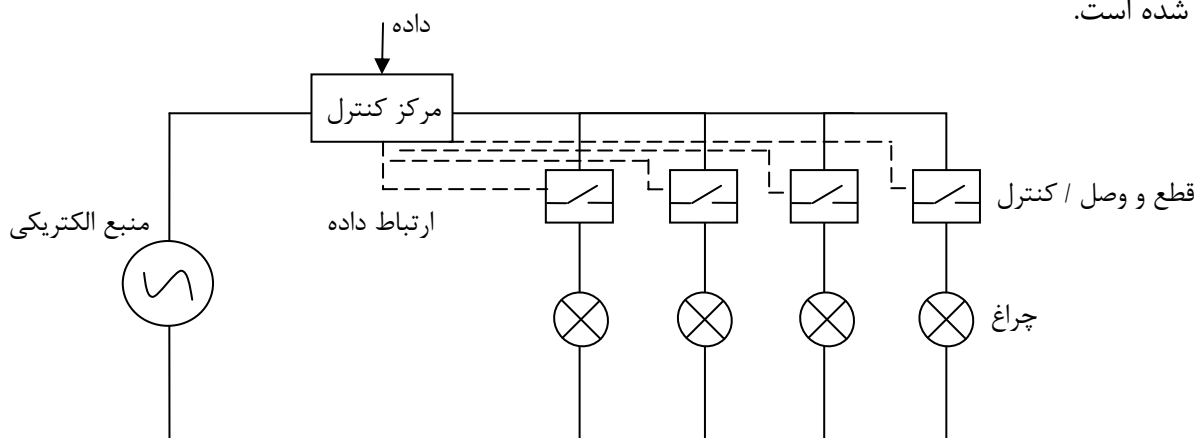 شده است.
داده
مرکز کنترل
قطع و وصل / کنترل
منبع الکتریکی
ارتباط داده
چراغ